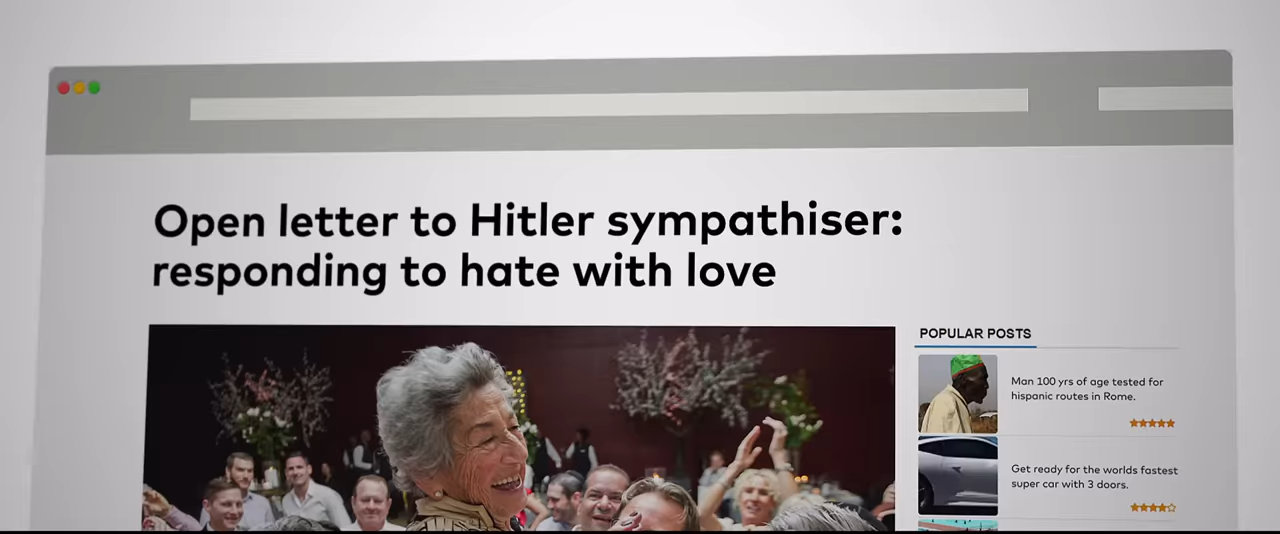 Open letter to Hitler sympathiser:
responding to hate with love
POPULAR POSTS
Man 100 yrs of age tested for
hispanic routes in Rome.
Get ready for the worlds fastest
super car with 3 doors.